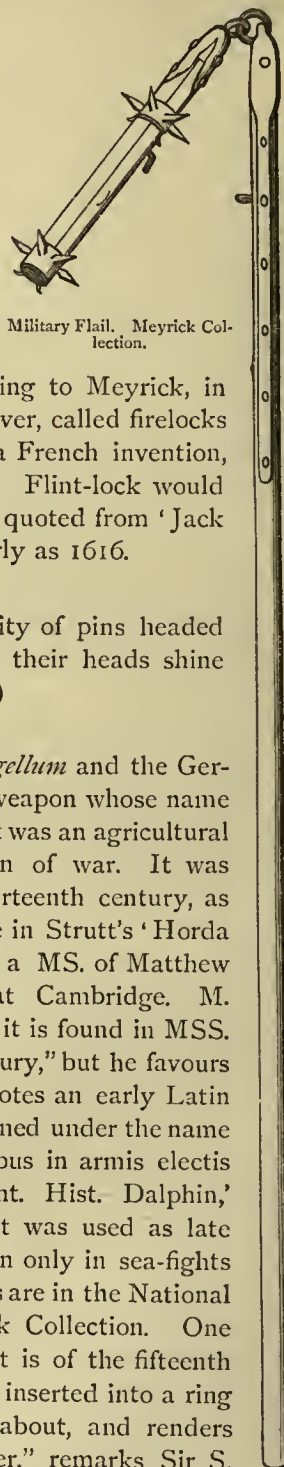 Military Flail. Meyrick Col-
lection.
ing to Meyrick, in
ver, called firelocks
a French invention,
Flint-lock would
quoted from ‘Jack
rly as 1616.
ity of pins headed
their heads shine
)
gellum and the Ger-
weapon whose name
t was an agricultural
n of war. It was
rteenth century, as
e in Strutt's ‘Horda
a MS. of Matthew
at Cambridge. M.
it is found in MSS.
ury,” but he favours
otes an early Latin
ned under the name
ous in armis electis
nt. Hist. Dalphin,’
t was used as late
n only in sea-fights
s are in the National
k Collection. One
t is of the fifteenth
inserted into a ring
about, and renders
er,” remarks Sir S.